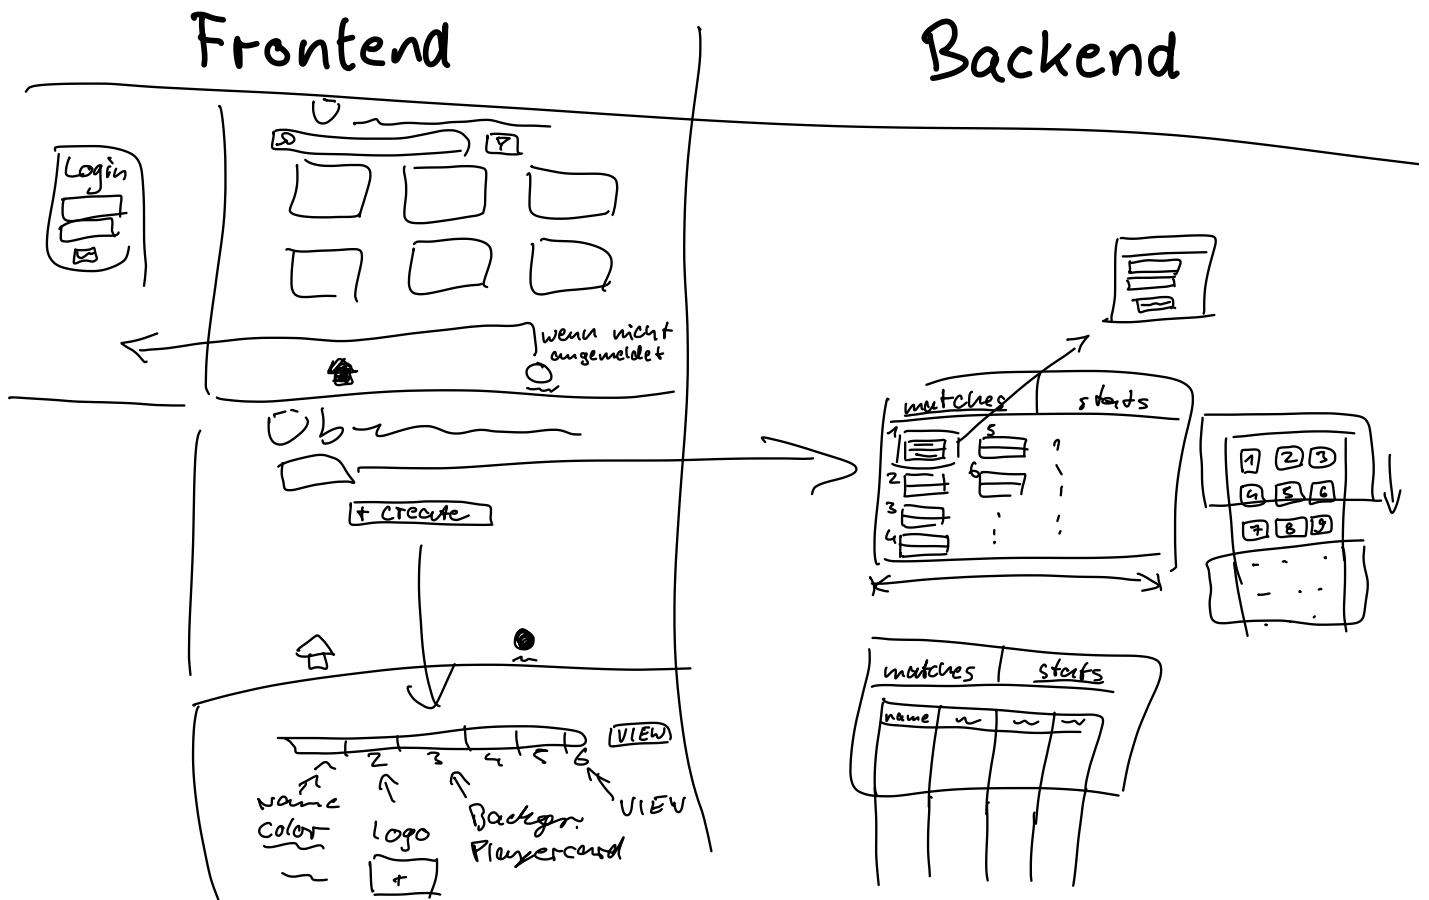 Frontend
Backend
Login
wenn nicht
angemeldet
+ create
matches
stats
1
5
2
6
3
4
1 2 3
4 5 6
7 8 9
2 3 4 5 6
VIEW
Name
Color
Logo
+
Backgr.
Playercard
VIEW
matches
stats
name